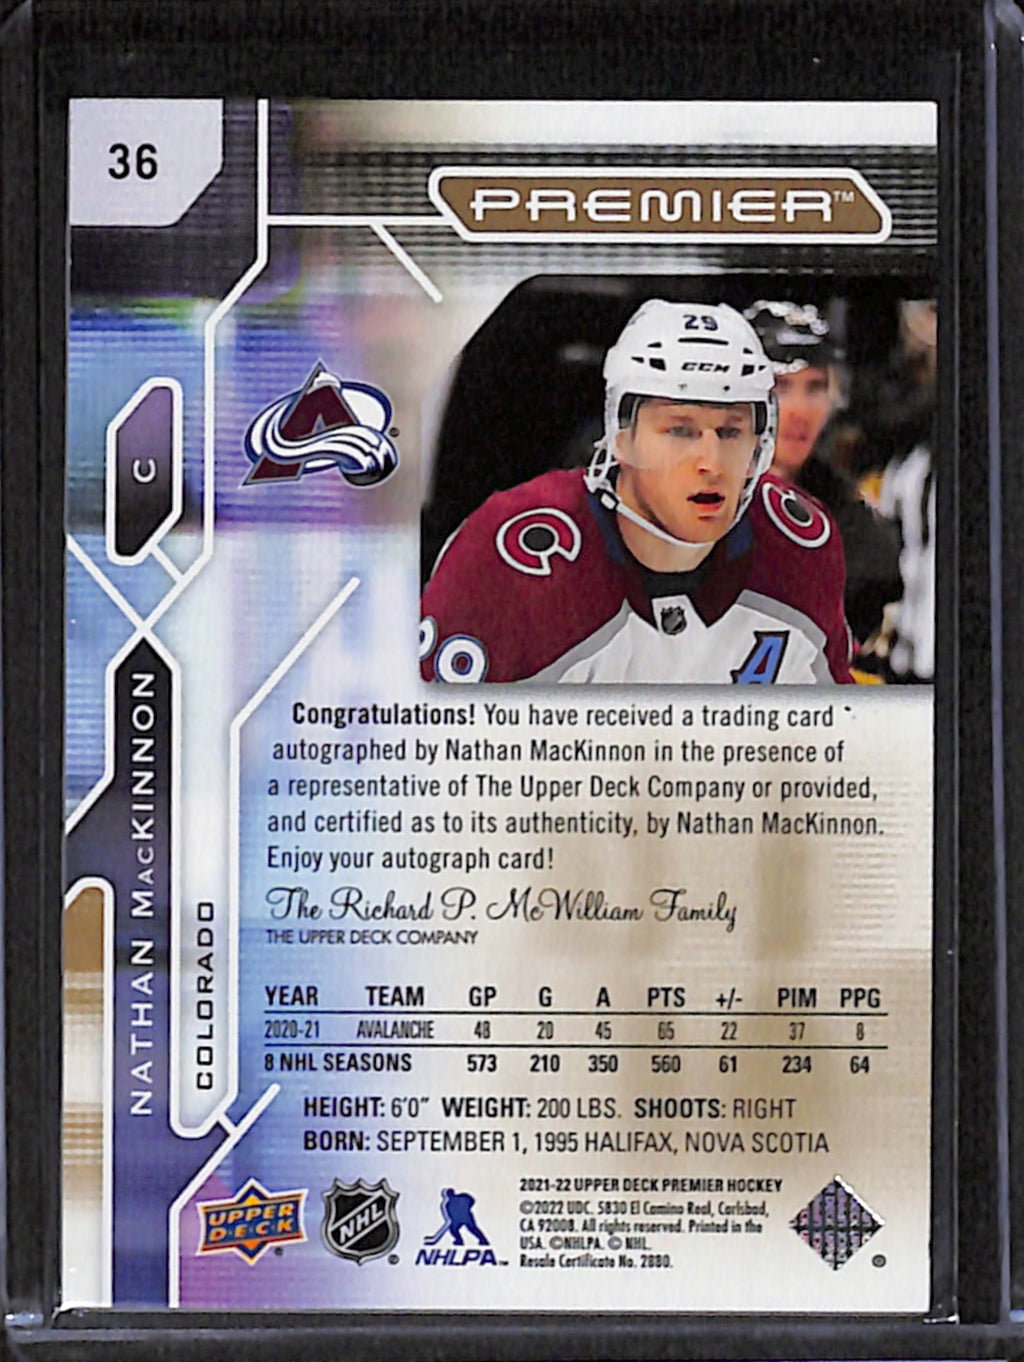 36
PREMIER™
29
CCM
C
A
NATHAN MacKINNON
COLORADO
Congratulations! You have received a trading card
autographed by Nathan MacKinnon in the presence of
a representative of The Upper Deck Company or provided,
and certified as to its authenticity, by Nathan MacKinnon.
Enjoy your autograph card!
The Richard P. McWilliam Family
THE UPPER DECK COMPANY
YEAR TEAM GP G A PTS +/- PIM PPG
2020-21 AVALANCHE 48 20 45 65 22 37 8
8 NHL SEASONS 573 210 350 560 61 234 64
HEIGHT: 6'0" WEIGHT: 200 LBS. SHOOTS: RIGHT
BORN: SEPTEMBER 1, 1995 HALIFAX, NOVA SCOTIA
2021-22 UPPER DECK PREMIER HOCKEY
©2022 UDC. 5830 El Camino Real, Carlsbad,
CA 92008. All rights reserved. Printed in the
USA. ©NHLPA. © NHL.
Resale Certificate No. 2880.
UPPER
DECK
NHL
NHLPA™